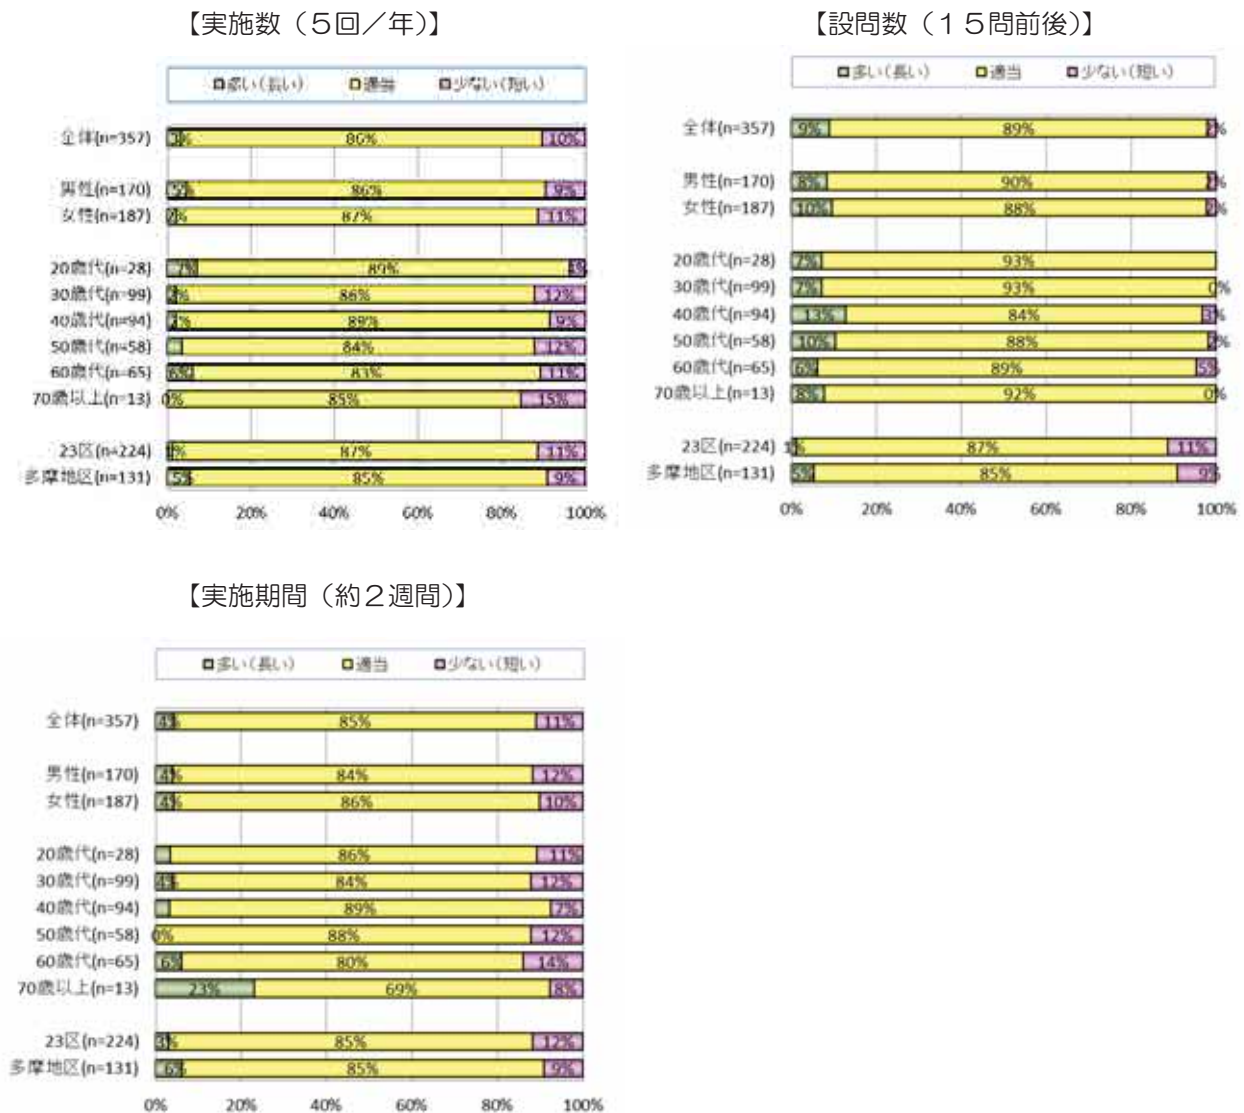 【実施数（５回／年）】
多い(長い) 適当 少ない(短い)
全体(n=357) 3% 86% 10%
男性(n=170) 5% 86% 9%
女性(n=187) 2% 87% 11%
20歳代(n=28) 7% 89% 4%
30歳代(n=99) 2% 86% 12%
40歳代(n=94) 2% 89% 9%
50歳代(n=58) 84% 12%
60歳代(n=65) 6% 83% 11%
70歳以上(n=13) 0% 85% 15%
23区(n=224) 1% 87% 11%
多摩地区(n=131) 5% 85% 9%
0% 20% 40% 60% 80% 100%
【設問数（１５問前後）】
多い(長い) 適当 少ない(短い)
全体(n=357) 9% 89% 2%
男性(n=170) 8% 90% 2%
女性(n=187) 10% 88% 2%
20歳代(n=28) 7% 93%
30歳代(n=99) 7% 93% 0%
40歳代(n=94) 13% 84% 3%
50歳代(n=58) 10% 88% 2%
60歳代(n=65) 6% 89% 5%
70歳以上(n=13) 8% 92% 0%
23区(n=224) 1% 87% 11%
多摩地区(n=131) 5% 85% 9%
0% 20% 40% 60% 80% 100%
【実施期間（約２週間）】
多い(長い) 適当 少ない(短い)
全体(n=357) 4% 85% 11%
男性(n=170) 4% 84% 12%
女性(n=187) 4% 86% 10%
20歳代(n=28) 86% 11%
30歳代(n=99) 4% 84% 12%
40歳代(n=94) 89% 7%
50歳代(n=58) 0% 88% 12%
60歳代(n=65) 6% 80% 14%
70歳以上(n=13) 23% 69% 8%
23区(n=224) 3% 85% 12%
多摩地区(n=131) 6% 85% 9%
0% 20% 40% 60% 80% 100%